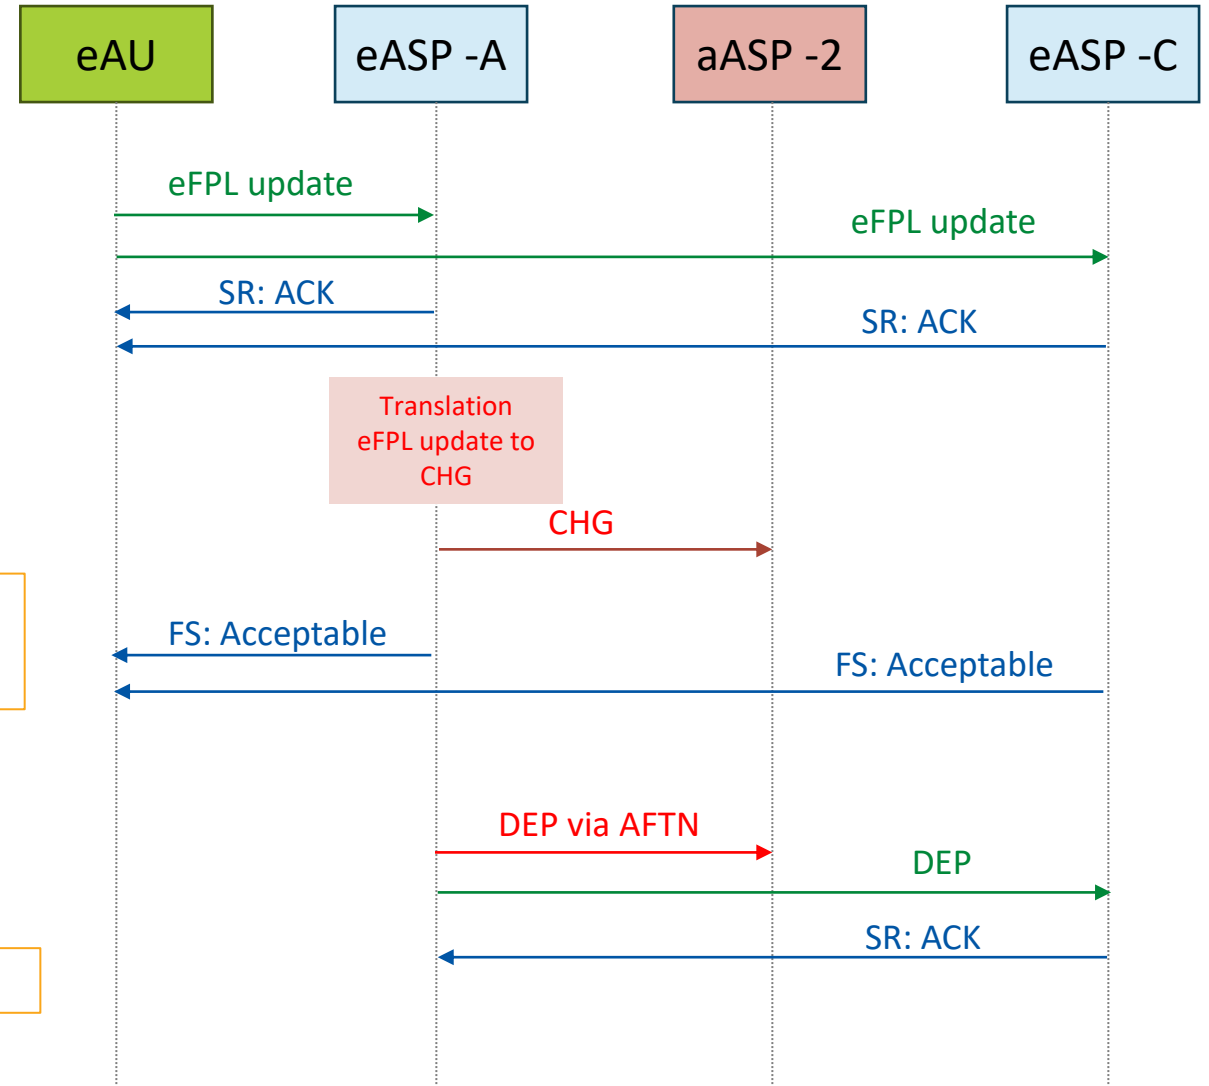 eAU
eASP -A
aASP -2
eASP -C
eFPL update
eFPL update
SR: ACK
SR: ACK
Translation
eFPL update to
CHG
CHG
FS: Acceptable
FS: Acceptable
DEP via AFTN
DEP
SR: ACK